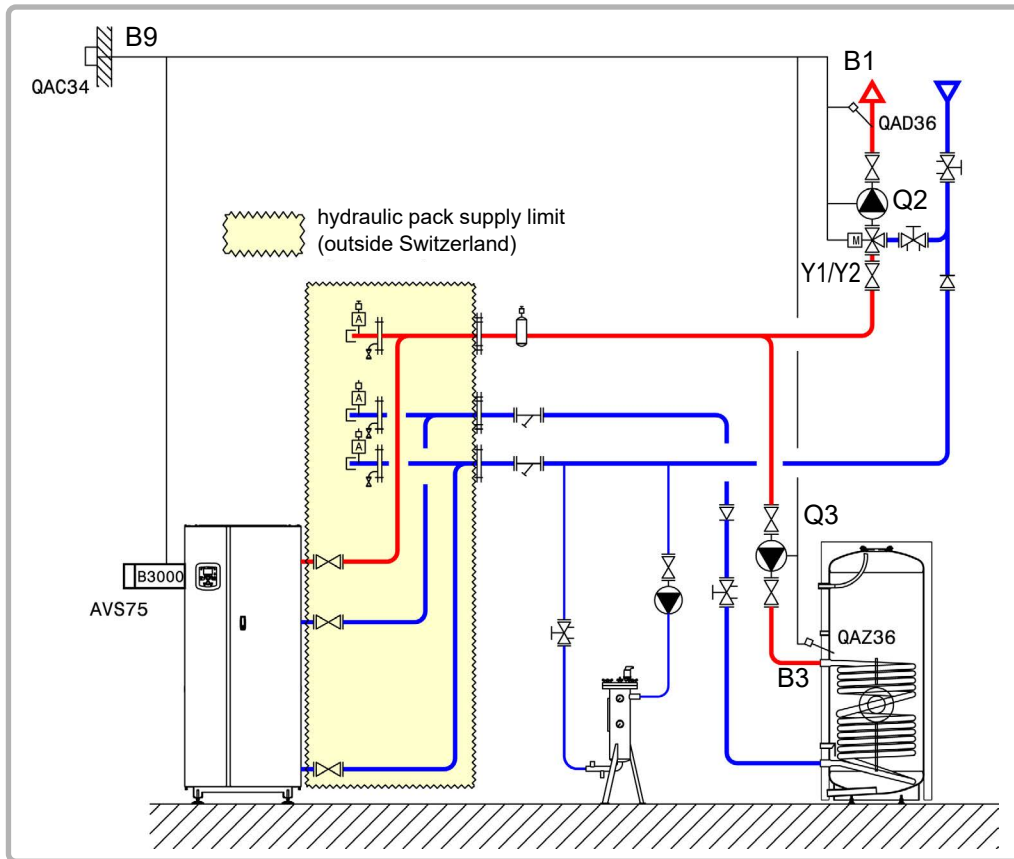 B9
QAC34
B1
QAD36
Q2
hydraulic pack supply limit
(outside Switzerland)
M
Y1/Y2
A
A
A
Q3
B3000
AVS75
QAZ36
B3